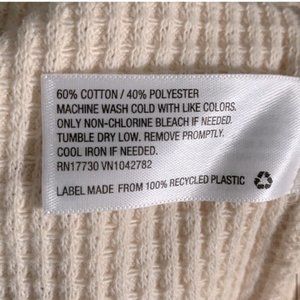 60% COTTON / 40% POLYESTER
MACHINE WASH COLD WITH LIKE COLORS.
ONLY NON-CHLORINE BLEACH IF NEEDED.
TUMBLE DRY LOW. REMOVE PROMPTLY.
COOL IRON IF NEEDED.
RN17730 VN1042782
LABEL MADE FROM 100% RECYCLED PLASTIC